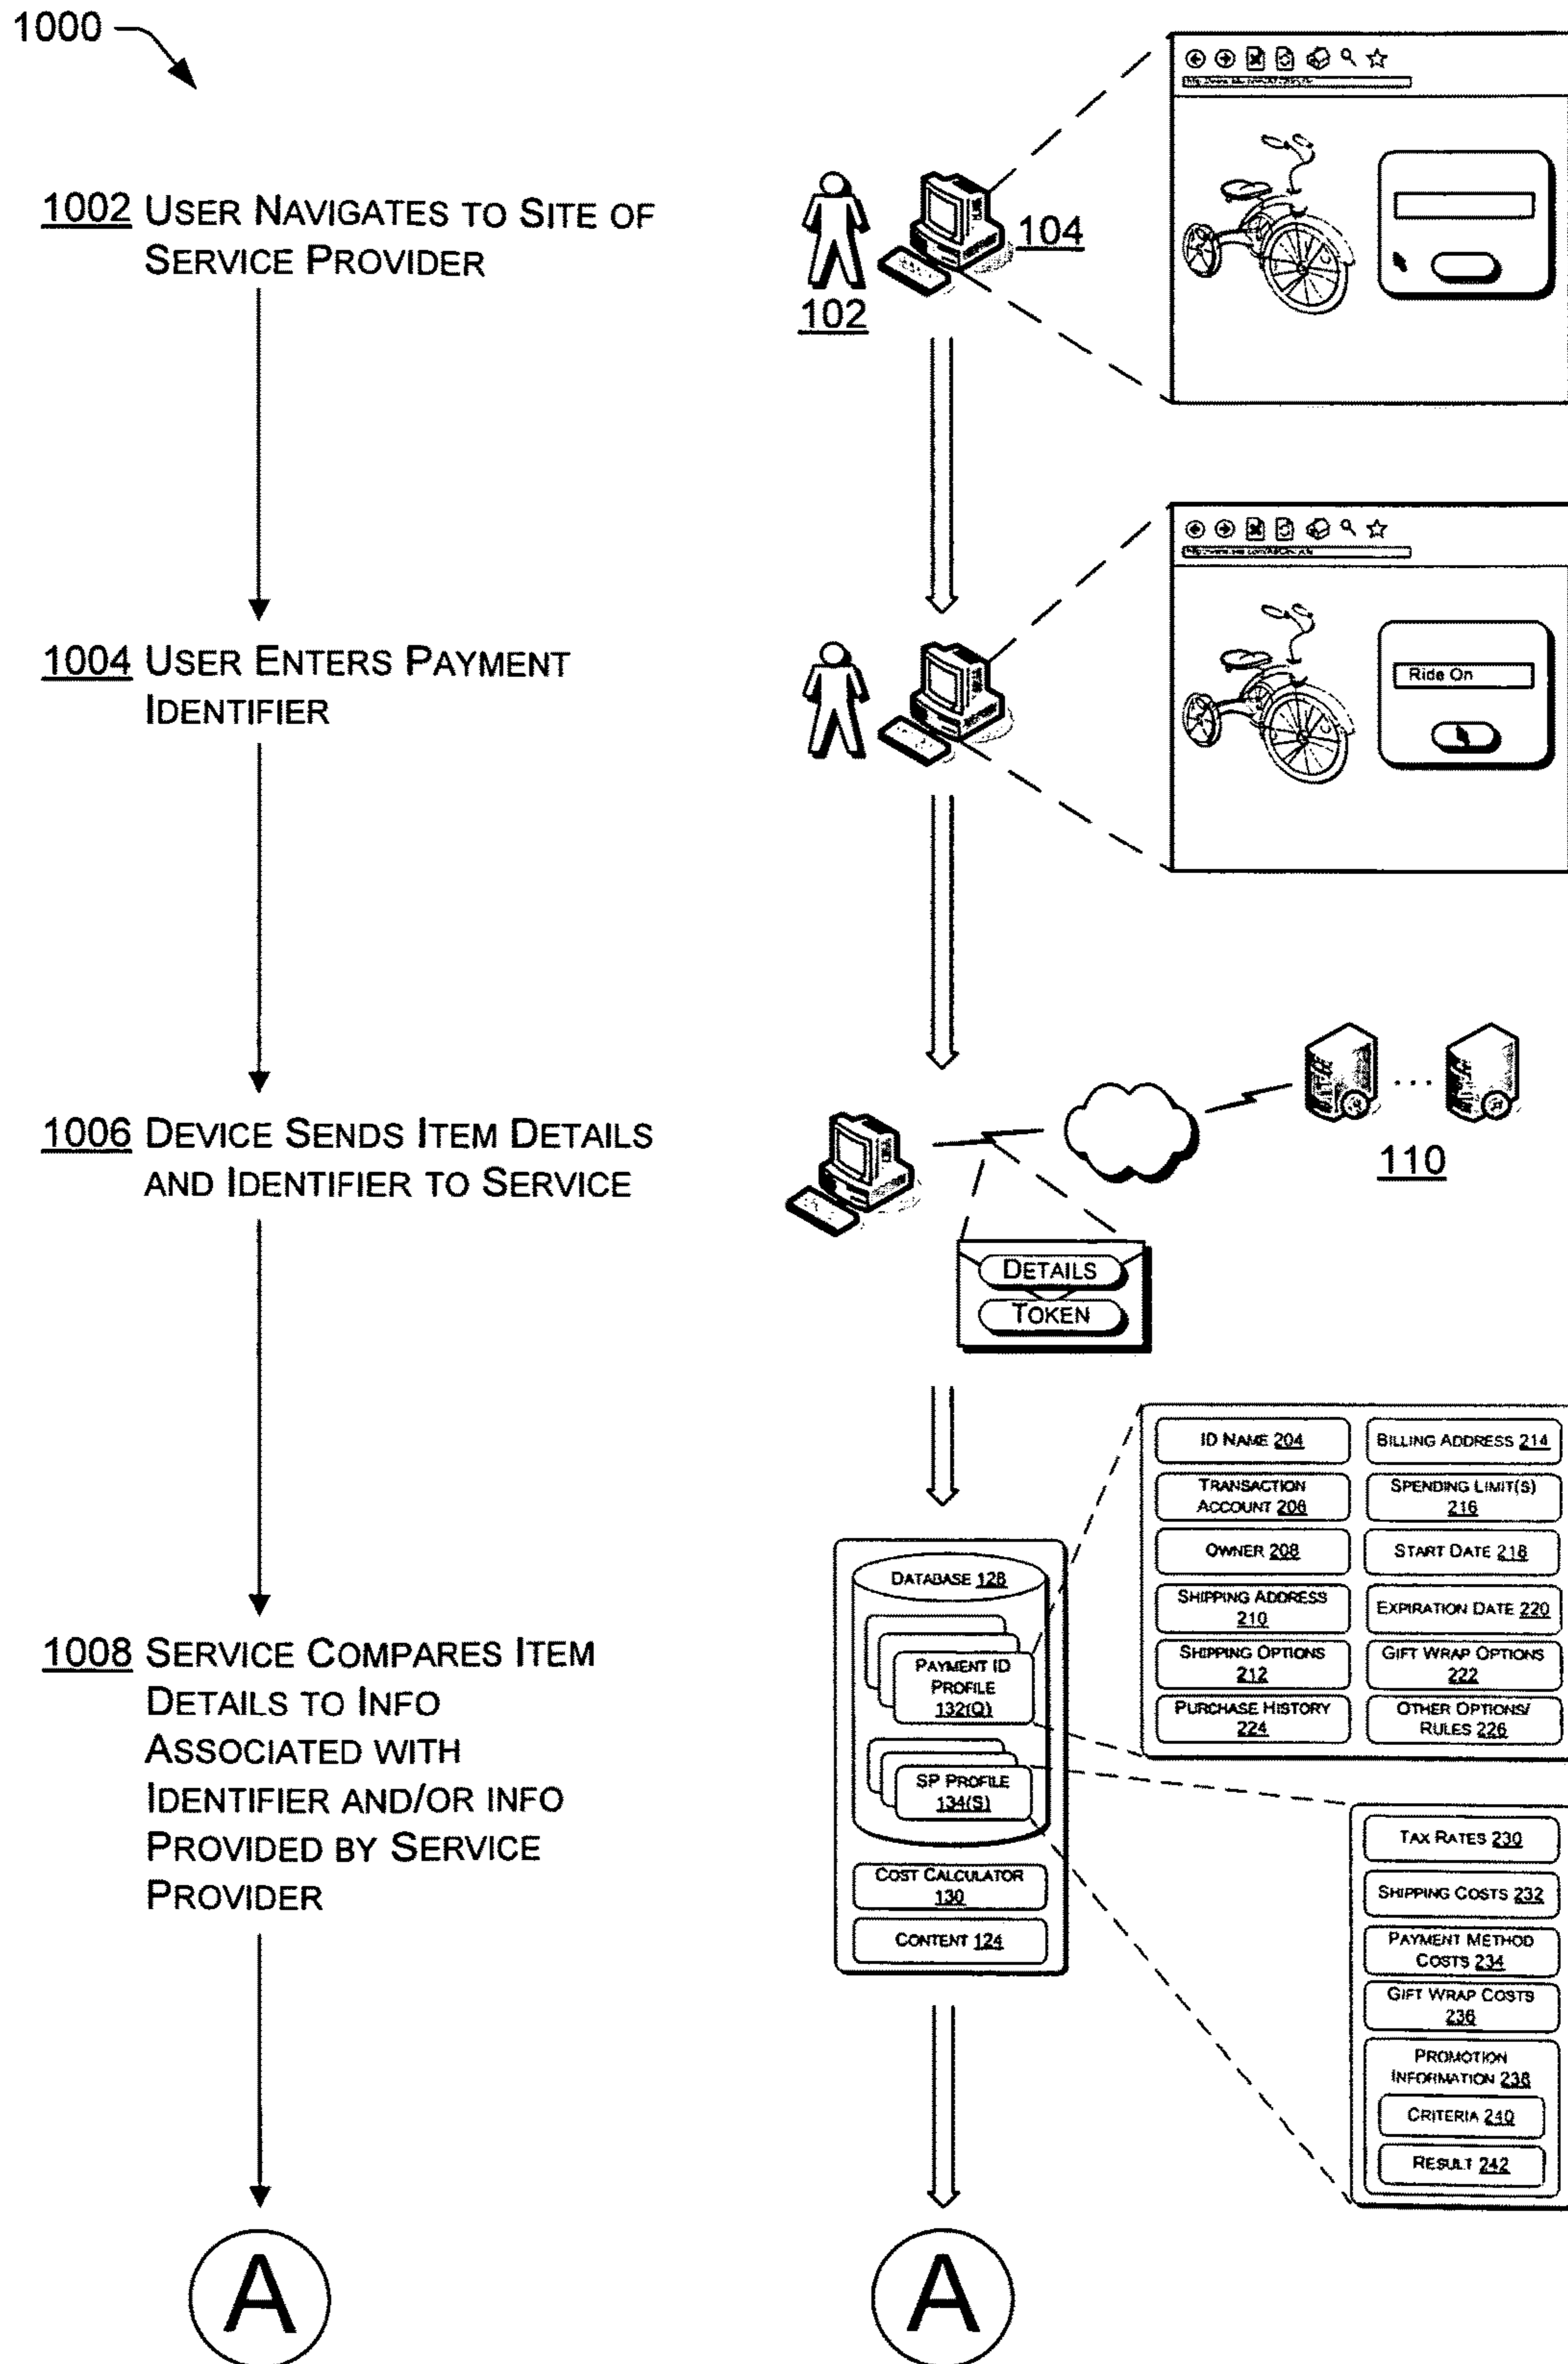 1000
1002 USER NAVIGATES TO SITE OF
SERVICE PROVIDER
104
102
1004 USER ENTERS PAYMENT
IDENTIFIER
Ride On
1006 DEVICE SENDS ITEM DETAILS
AND IDENTIFIER TO SERVICE
110
DETAILS
TOKEN
1008 SERVICE COMPARES ITEM
DETAILS TO INFO
ASSOCIATED WITH
IDENTIFIER AND/OR INFO
PROVIDED BY SERVICE
PROVIDER
DATABASE 128
PAYMENT ID
PROFILE
132(Q)
SP PROFILE
134(S)
COST CALCULATOR
130
CONTENT 124
ID NAME 204
BILLING ADDRESS 214
TRANSACTION
ACCOUNT 206
SPENDING LIMIT(S)
216
OWNER 208
START DATE 218
SHIPPING ADDRESS
210
EXPIRATION DATE 220
SHIPPING OPTIONS
212
GIFT WRAP OPTIONS
222
PURCHASE HISTORY
224
OTHER OPTIONS/
RULES 226
TAX RATES 230
SHIPPING COSTS 232
PAYMENT METHOD
COSTS 234
GIFT WRAP COSTS
236
PROMOTION
INFORMATION 238
CRITERIA 240
RESULT 242
A
A